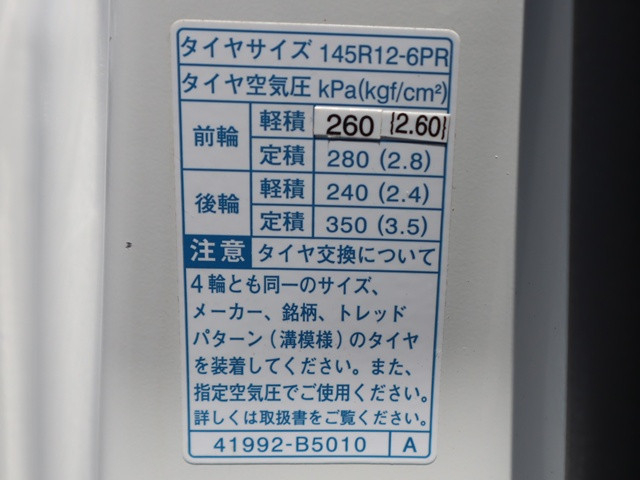 タイヤサイズ 145R12-6PR
タイヤ空気圧 kPa(kgf/cm²)
前輪 軽積 260 {2.60}
定積 280 (2.8)
後輪 軽積 240 (2.4)
定積 350 (3.5)
注意 タイヤ交換について
4輪とも同一のサイズ、
メーカー、銘柄、トレッド
パターン(溝模様)のタイヤ
を装着してください。また、
指定空気圧でご使用ください。
詳しくは取扱書をご覧ください。
41992-B5010 A